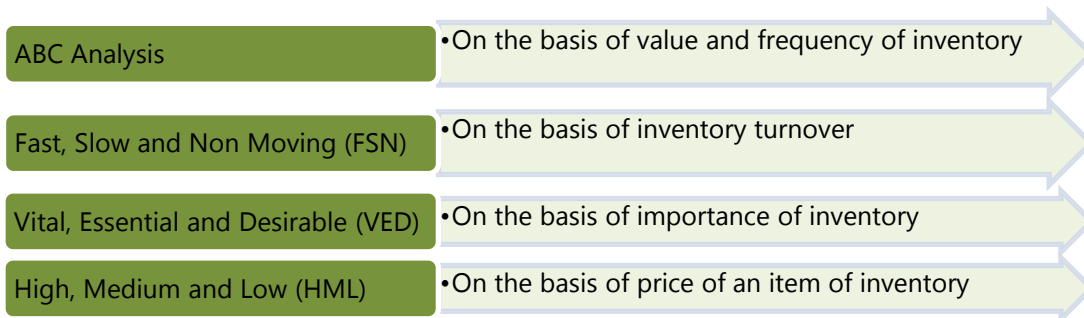 ABC Analysis
•On the basis of value and frequency of inventory
Fast, Slow and Non Moving (FSN)
•On the basis of inventory turnover
Vital, Essential and Desirable (VED)
•On the basis of importance of inventory
High, Medium and Low (HML)
•On the basis of price of an item of inventory